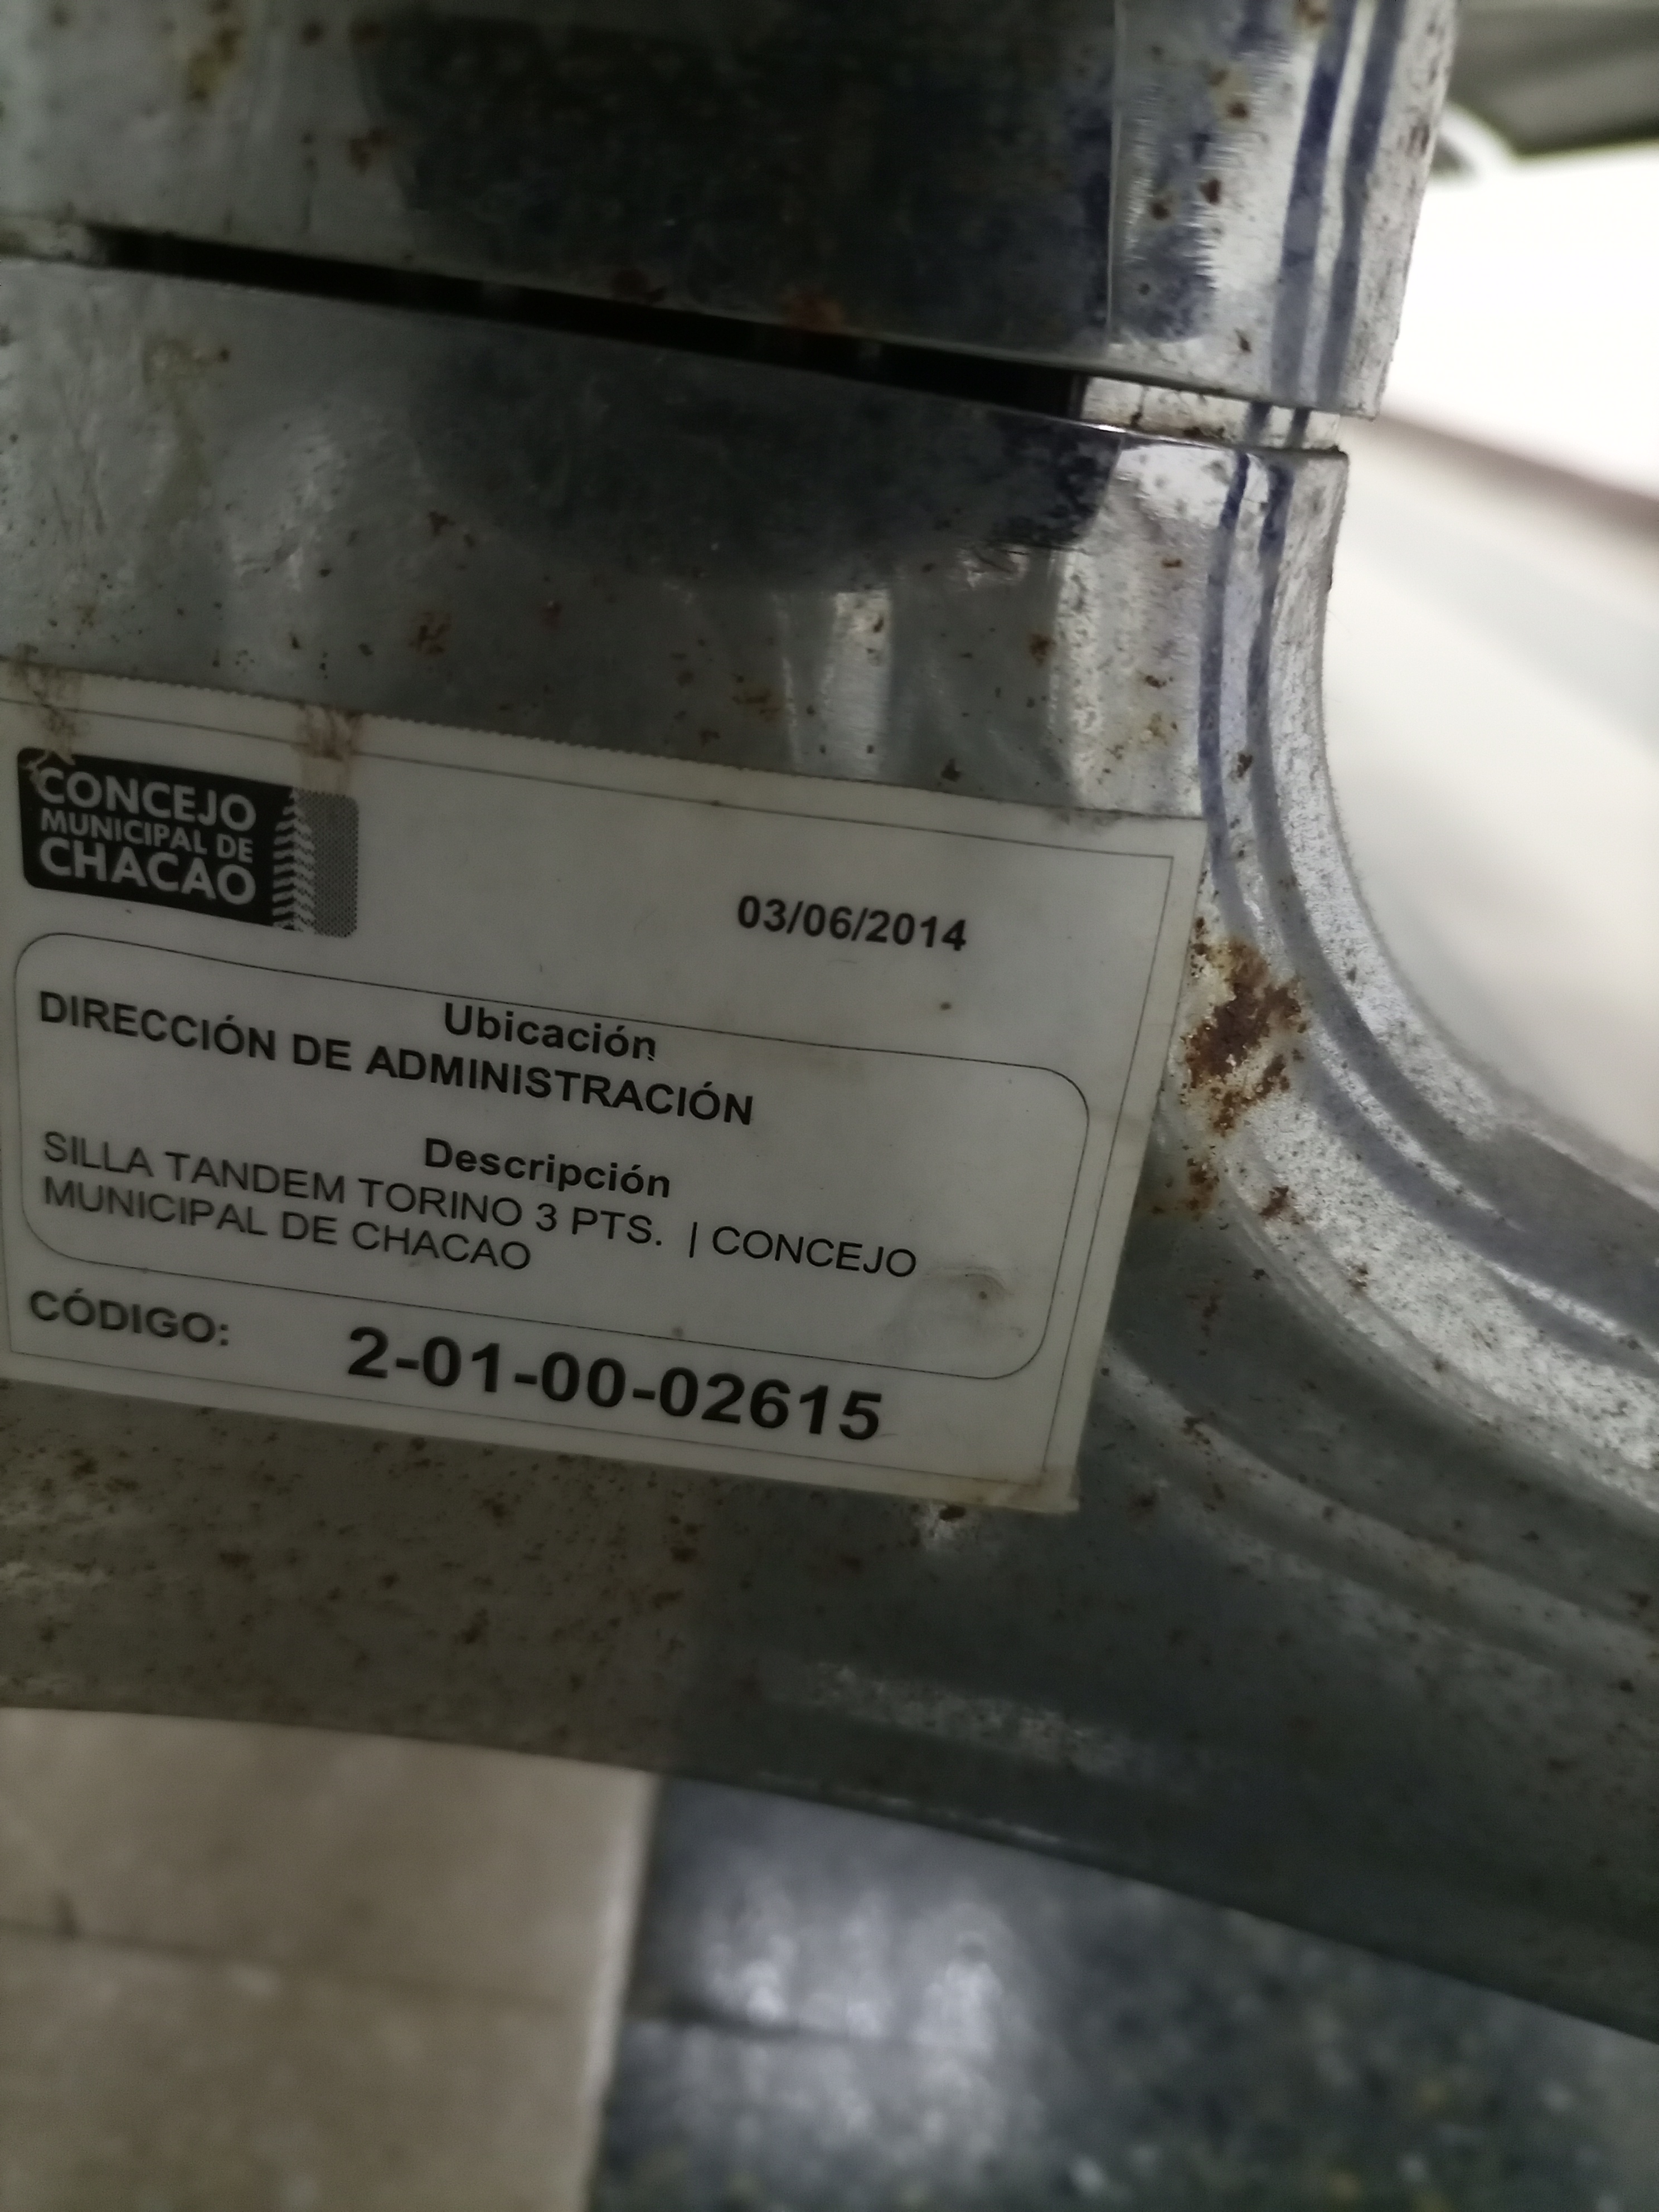 CONCEJO
MUNICIPAL DE
CHACAO
03/06/2014
Ubicación
DIRECCIÓN DE ADMINISTRACIÓN
Descripción
SILLA TANDEM TORINO 3 PTS. | CONCEJO
MUNICIPAL DE CHACAO
CÓDIGO: 2-01-00-02615